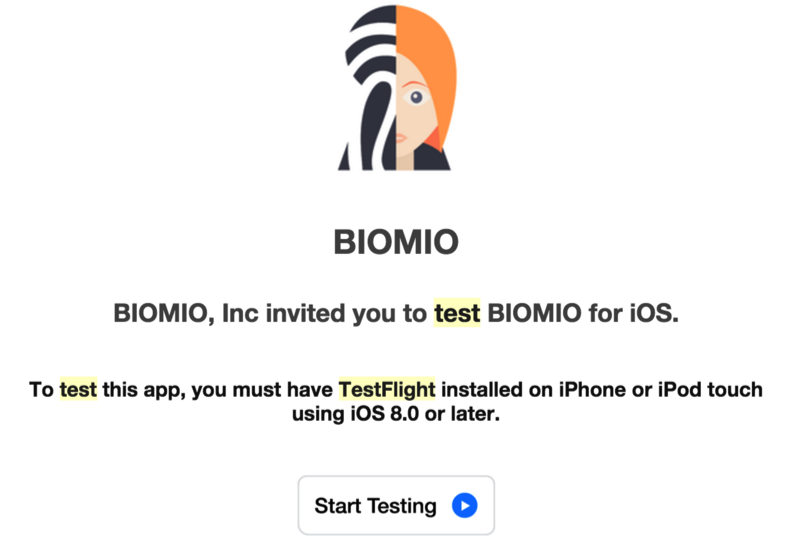 BIOMIO
BIOMIO, Inc invited you to test BIOMIO for iOS.
To test this app, you must have TestFlight installed on iPhone or iPod touch
using iOS 8.0 or later.
Start Testing